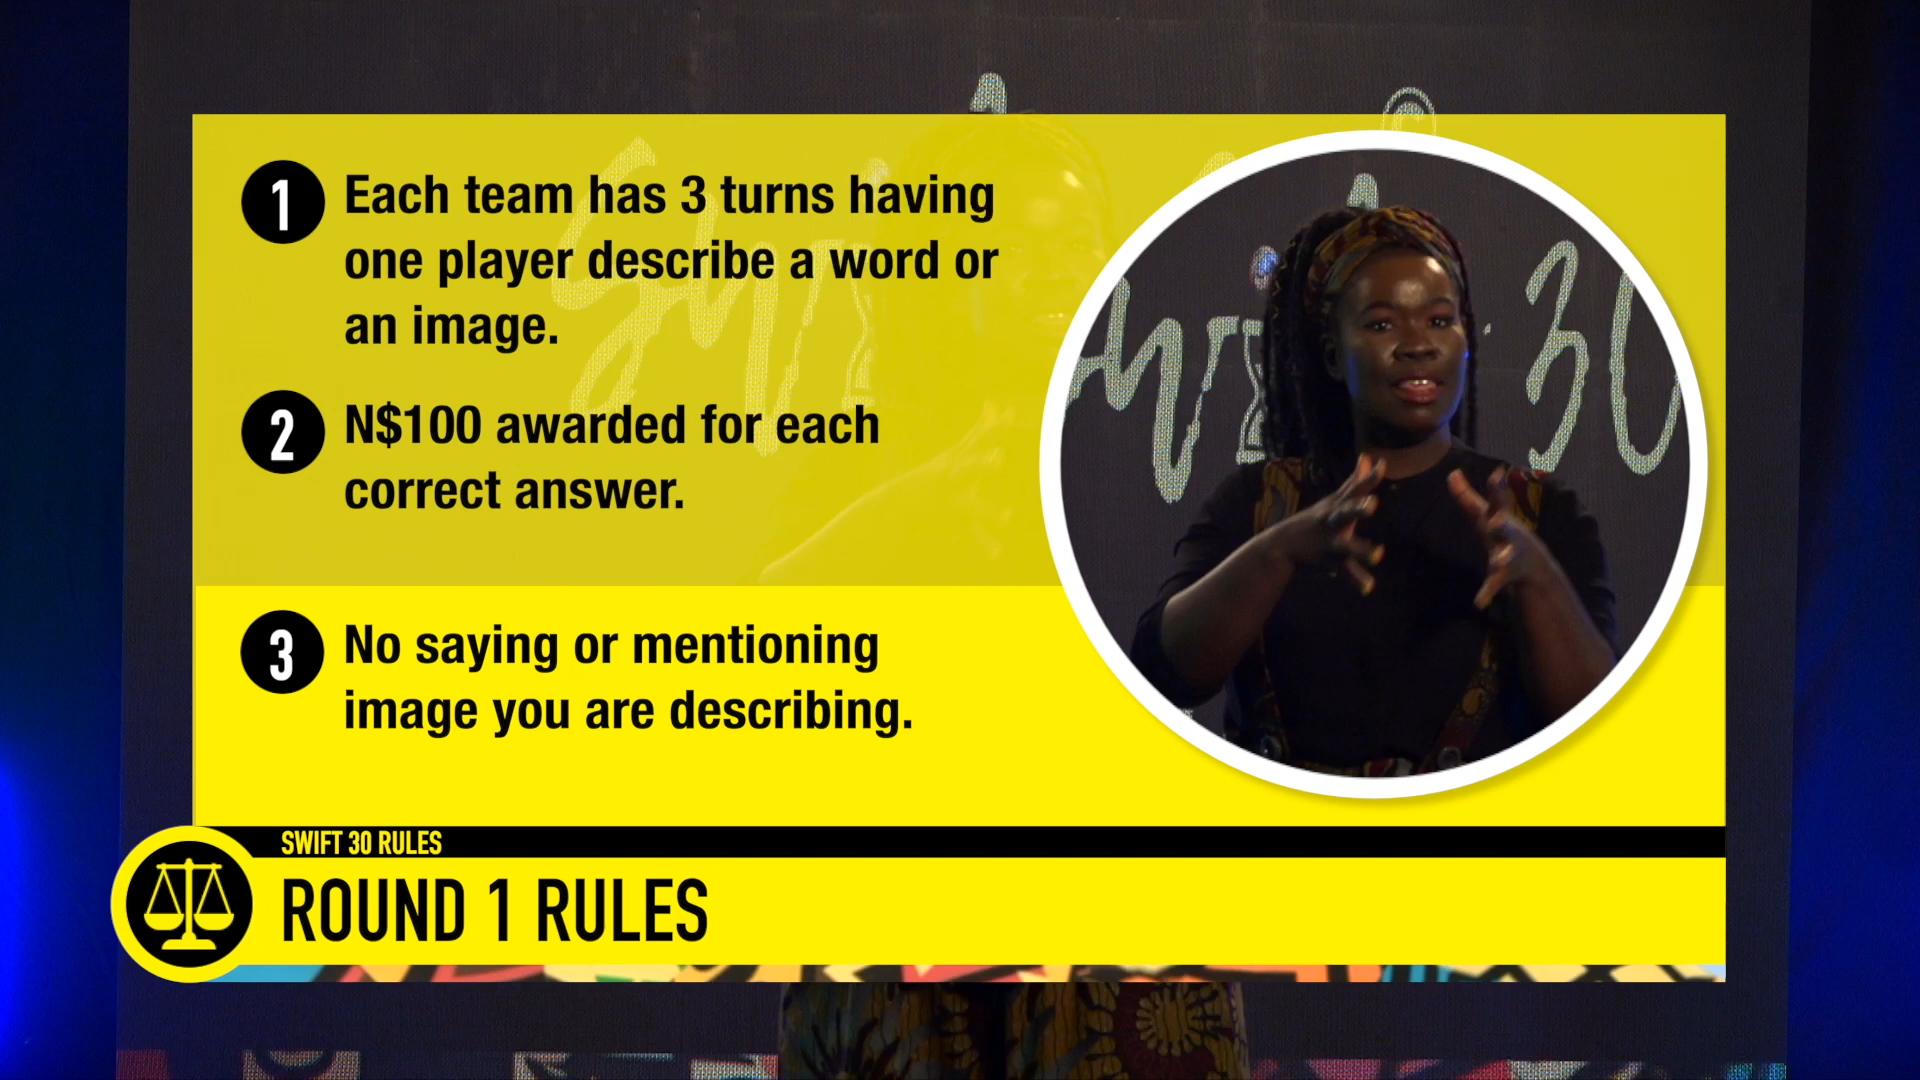 1 Each team has 3 turns having
one player describe a word or
an image.
2 N$100 awarded for each
correct answer.
3 No saying or mentioning
image you are describing.
SWIFT 30 RULES
ROUND 1 RULES
30